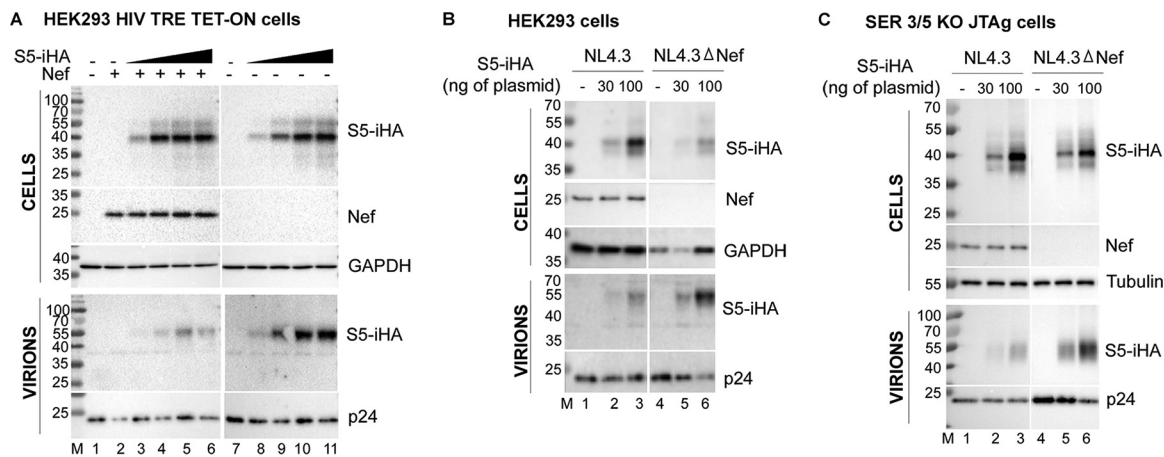 A HEK293 HIV TRE TET-ON cells
S5-iHA - -
Nef - + + + + +
- - - - -
CELLS
100
70
55
40
35
25
S5-iHA
35
25
Nef
40
35
GAPDH
VIRIONS
100
70
55
40
35
25
S5-iHA
25
p24
M 1 2 3 4 5 6 7 8 9 10 11
B HEK293 cells
NL4.3 NL4.3 Δ Nef
S5-iHA
(ng of plasmid) - 30 100 - 30 100
CELLS
70
55
40
35
S5-iHA
25
Nef
40
35
GAPDH
VIRIONS
70
55
40
35
S5-iHA
25
p24
M 1 2 3 4 5 6
C SER 3/5 KO JTAg cells
NL4.3 NL4.3 Δ Nef
S5-iHA
(ng of plasmid) - 30 100 - 30 100
CELLS
70
55
40
35
S5-iHA
25
Nef
55
Tubulin
VIRIONS
100
70
55
40
S5-iHA
25
p24
M 1 2 3 4 5 6